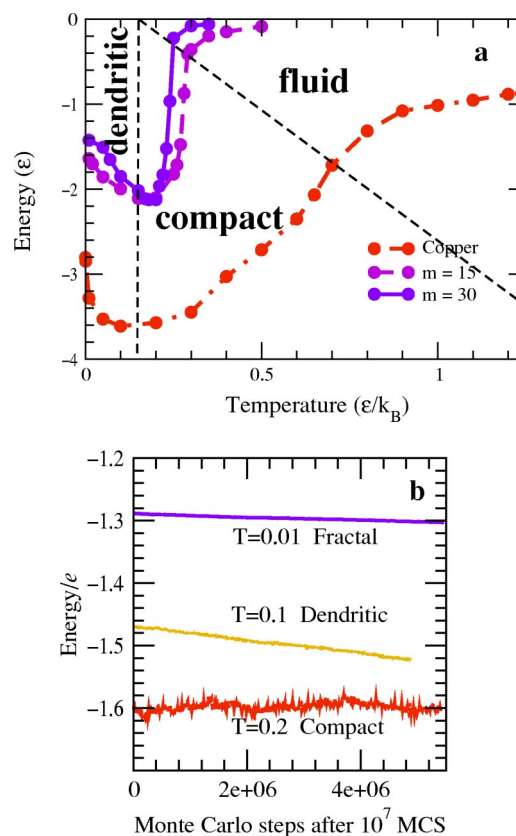 0
-1
-2
-3
-4
Energy (ε)
dendritic
fluid
a
compact
Copper
m = 15
m = 30
0
0.5
1
Temperature (ε/k_B)
-1.2
-1.3
-1.5
-1.6
Energy/e
b
T=0.01 Fractal
T=0.1 Dendritic
T=0.2 Compact
0
2e+06
4e+06
Monte Carlo steps after 10^7 MCS